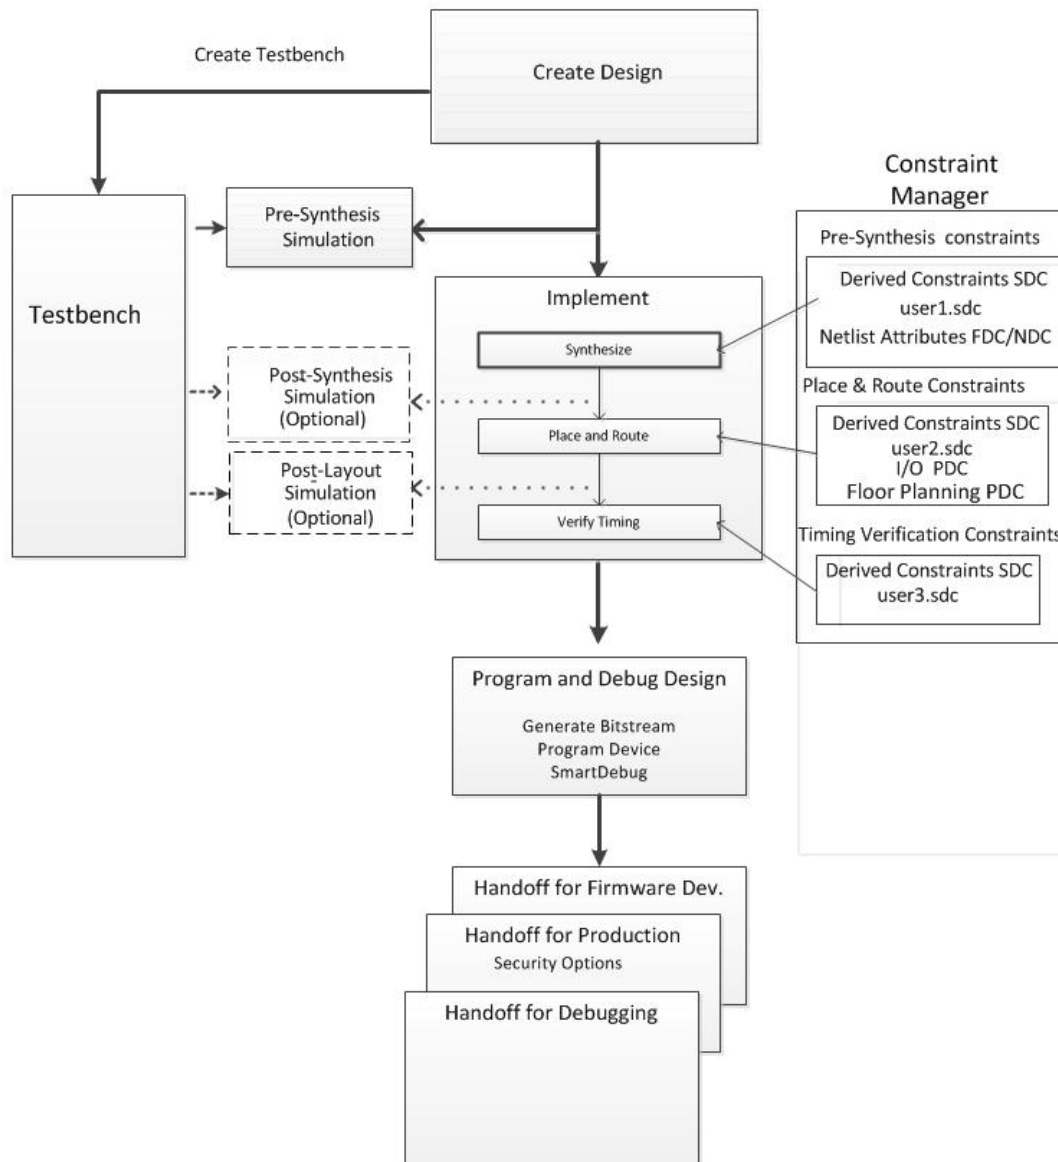 Create Testbench
Create Design
Constraint
Manager
Pre-Synthesis
Simulation
Pre-Synthesis constraints
Derived Constraints SDC
user1.sdc
Netlist Attributes FDC/NDC
Testbench
Implement
Synthesize
Post-Synthesis
Simulation
(Optional)
Place & Route Constraints
Place and Route
Derived Constraints SDC
user2.sdc
I/O PDC
Floor Planning PDC
Post-Layout
Simulation
(Optional)
Verify Timing
Timing Verification Constraints
Derived Constraints SDC
user3.sdc
Program and Debug Design
Generate Bitstream
Program Device
SmartDebug
Handoff for Firmware Dev.
Handoff for Production
Security Options
Handoff for Debugging